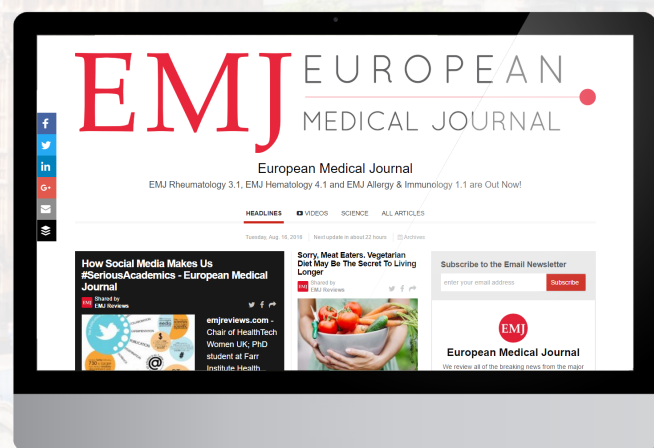 EMJ EUROPEAN
MEDICAL JOURNAL
European Medical Journal
EMJ Rheumatology 3.1, EMJ Hematology 4.1 and EMJ Allergy & Immunology 1.1 are Out Now!
f
in
G+
HEADLINES VIDEOS SCIENCE ALL ARTICLES
Tuesday, Aug. 16, 2016 Next update in about 22 hours Archives
How Social Media Makes Us
#SeriousAcademics - European Medical
Journal
EMJ Shared by
EMJ Reviews
emjreviews.com -
Chair of HealthTech
Women UK; PhD
student at Farr
Institute Health...
Sorry, Meat Eaters. Vegetarian
Diet May Be The Secret To Living
Longer
EMJ Shared by
EMJ Reviews
Subscribe to the Email Newsletter
enter your email address Subscribe
EMJ
European Medical Journal
We review all of the breaking news from the major